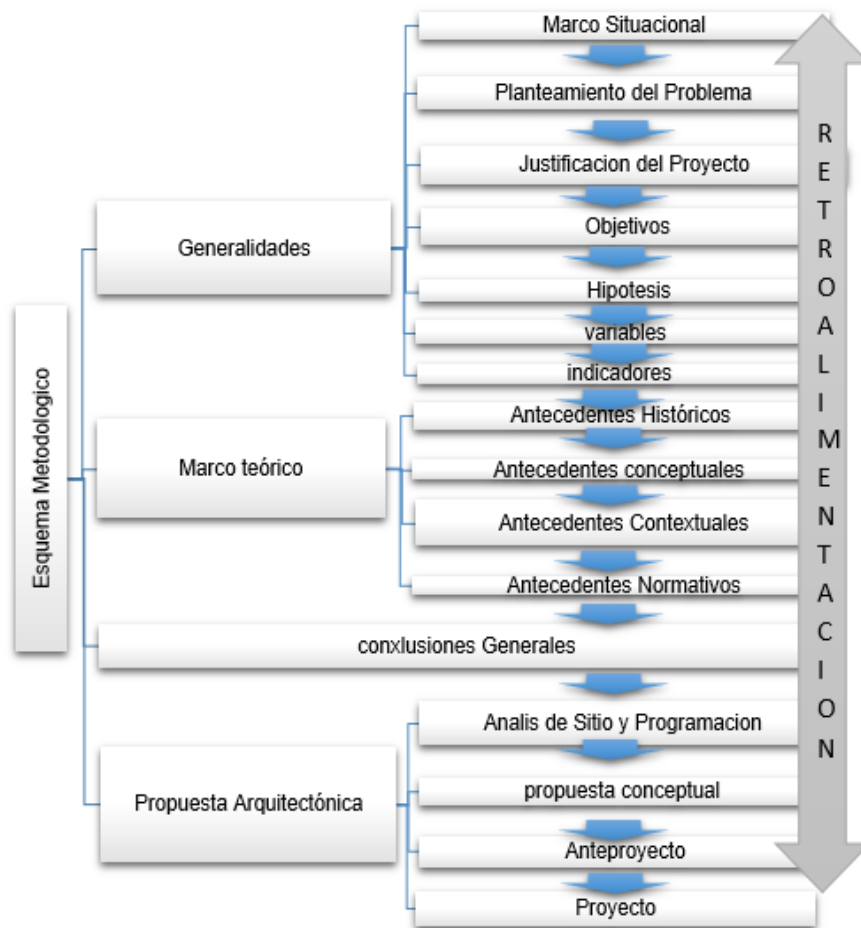 Esquema Metodologico
Generalidades
Marco Situacional
Planteamiento del Problema
Justificacion del Proyecto
Objetivos
Hipotesis
variables
indicadores
Marco teórico
Antecedentes Históricos
Antecedentes conceptuales
Antecedentes Contextuales
Antecedentes Normativos
conxlusiones Generales
Propuesta Arquitectónica
Analis de Sitio y Programacion
propuesta conceptual
Anteproyecto
Proyecto
RETROALIMENTACION